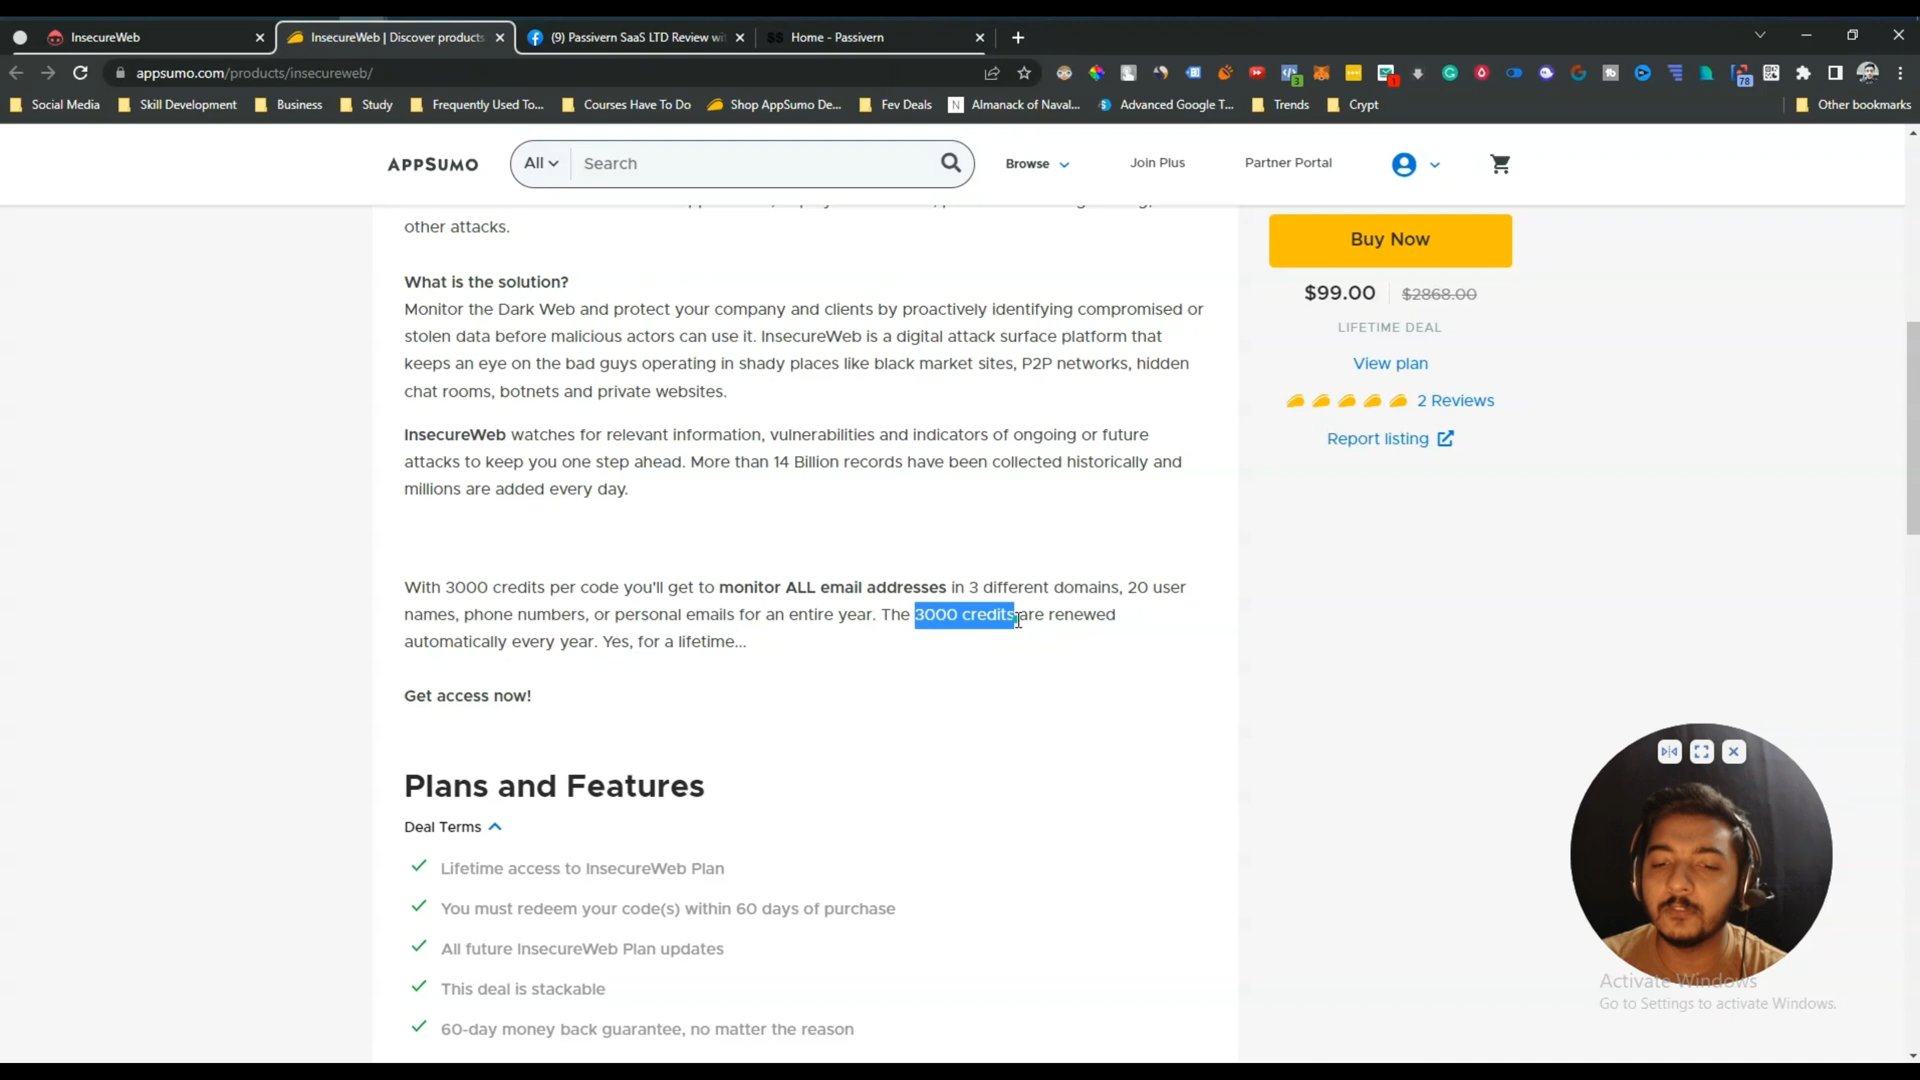 InsecureWeb
InsecureWeb | Discover products
(9) Passivern SaaS LTD Review wi
SS Home - Passivern
appsumo.com/products/insecureweb/
3
1
78
Social Media
Skill Development
Business
Study
Frequently Used To...
Courses Have To Do
Shop AppSumo De...
Fev Deals
Almanack of Naval...
Advanced Google T...
Trends
Crypt
Other bookmarks
APPSUMO
All
Search
Browse
Join Plus
Partner Portal
other attacks.
What is the solution?
Monitor the Dark Web and protect your company and clients by proactively identifying compromised or
stolen data before malicious actors can use it. InsecureWeb is a digital attack surface platform that
keeps an eye on the bad guys operating in shady places like black market sites, P2P networks, hidden
chat rooms, botnets and private websites.
InsecureWeb watches for relevant information, vulnerabilities and indicators of ongoing or future
attacks to keep you one step ahead. More than 14 Billion records have been collected historically and
millions are added every day.
With 3000 credits per code you'll get to monitor ALL email addresses in 3 different domains, 20 user
names, phone numbers, or personal emails for an entire year. The 3000 credits are renewed
automatically every year. Yes, for a lifetime...
Get access now!
Plans and Features
Deal Terms
Lifetime access to InsecureWeb Plan
You must redeem your code(s) within 60 days of purchase
All future InsecureWeb Plan updates
This deal is stackable
60-day money back guarantee, no matter the reason
Buy Now
$99.00
$2868.00
LIFETIME DEAL
View plan
2 Reviews
Report listing
Activate Windows
Go to Settings to activate Windows.